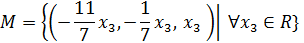 M = {(-11/7 x₃, -1/7 x₃, x₃)| ∀x₃ ∈ R}